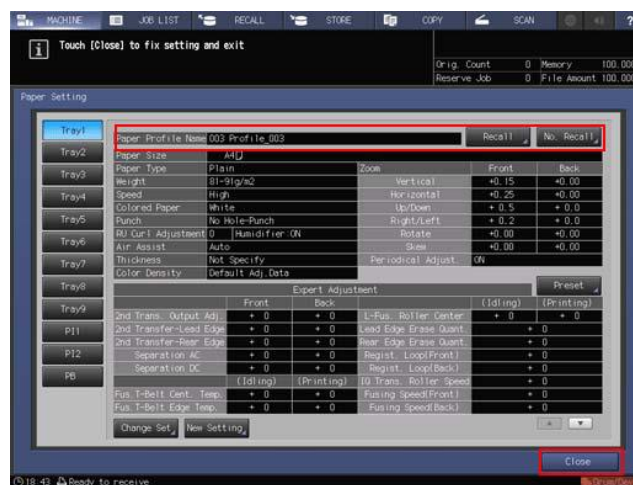 MACHINE JOB LIST RECALL STORE COPY SCAN ?
Touch [Close] to fix setting and exit
Orig. Count 0 Memory 100.00
Reserve Job 0 File Amount 100.00
Paper Setting
Tray1 Paper Profile Name 003 Profile_003 Recall No. Recall
Tray2 Paper Size A4
Paper Type Plain Zoom Front Back
Tray3 Weight 81-91g/m2 Vertical +0.15 +0.00
Tray4 Speed High Horizontal +0.25 +0.00
Colored Paper White Up/Down + 0.5 + 0.0
Tray5 Punch No Hole-Punch Right/Left + 0.2 + 0.0
Tray6 RU Curl Adjustment 0 Humidifier:ON Rotate +0.00 +0.00
Air Assist Auto Skew +0.00 +0.00
Tray7 Thickness Not Specify Periodical Adjust. ON
Color Density Default Adj.Data
Tray8 Expert Adjustment Preset
Tray9 Front Back (Idling) (Printing)
2nd Trans. Output Adj. + 0 + 0 L-Fus. Roller Center + 0 + 0
PI1 2nd Transfer-Lead Edge + 0 + 0 Lead Edge Erase Quant. + 0
2nd Transfer-Rear Edge + 0 + 0 Rear Edge Erase Quant. + 0
PI2 Separation AC + 0 + 0 Regist. Loop(Front) + 0
Separation DC + 0 + 0 Regist. Loop(Back) + 0
PB (Idling) (Printing) IQ Trans. Roller Speed + 0
Fus.T-Belt Cent. Temp. + 0 + 0 Fusing Speed(Front) + 0
Fus.T-Belt Edge Temp. + 0 + 0 Fusing Speed(Back) + 0
Change Set New Setting
Close
18:43 Ready to receive